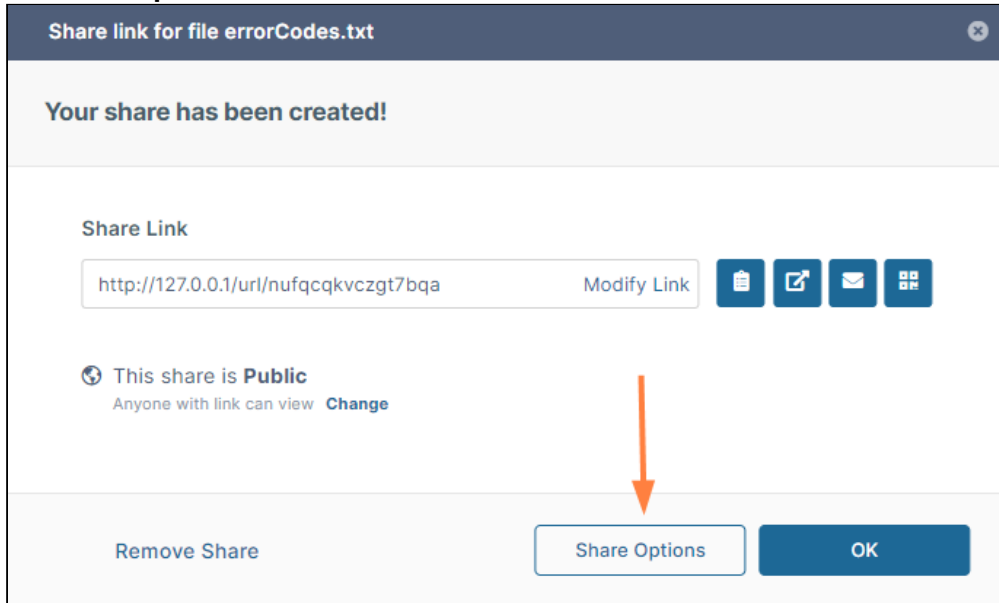 Share link for file errorCodes.txt
Your share has been created!
Share Link
http://127.0.0.1/url/nufqcqkvczgt7bqa Modify Link
This share is Public
Anyone with link can view Change
Remove Share Share Options OK